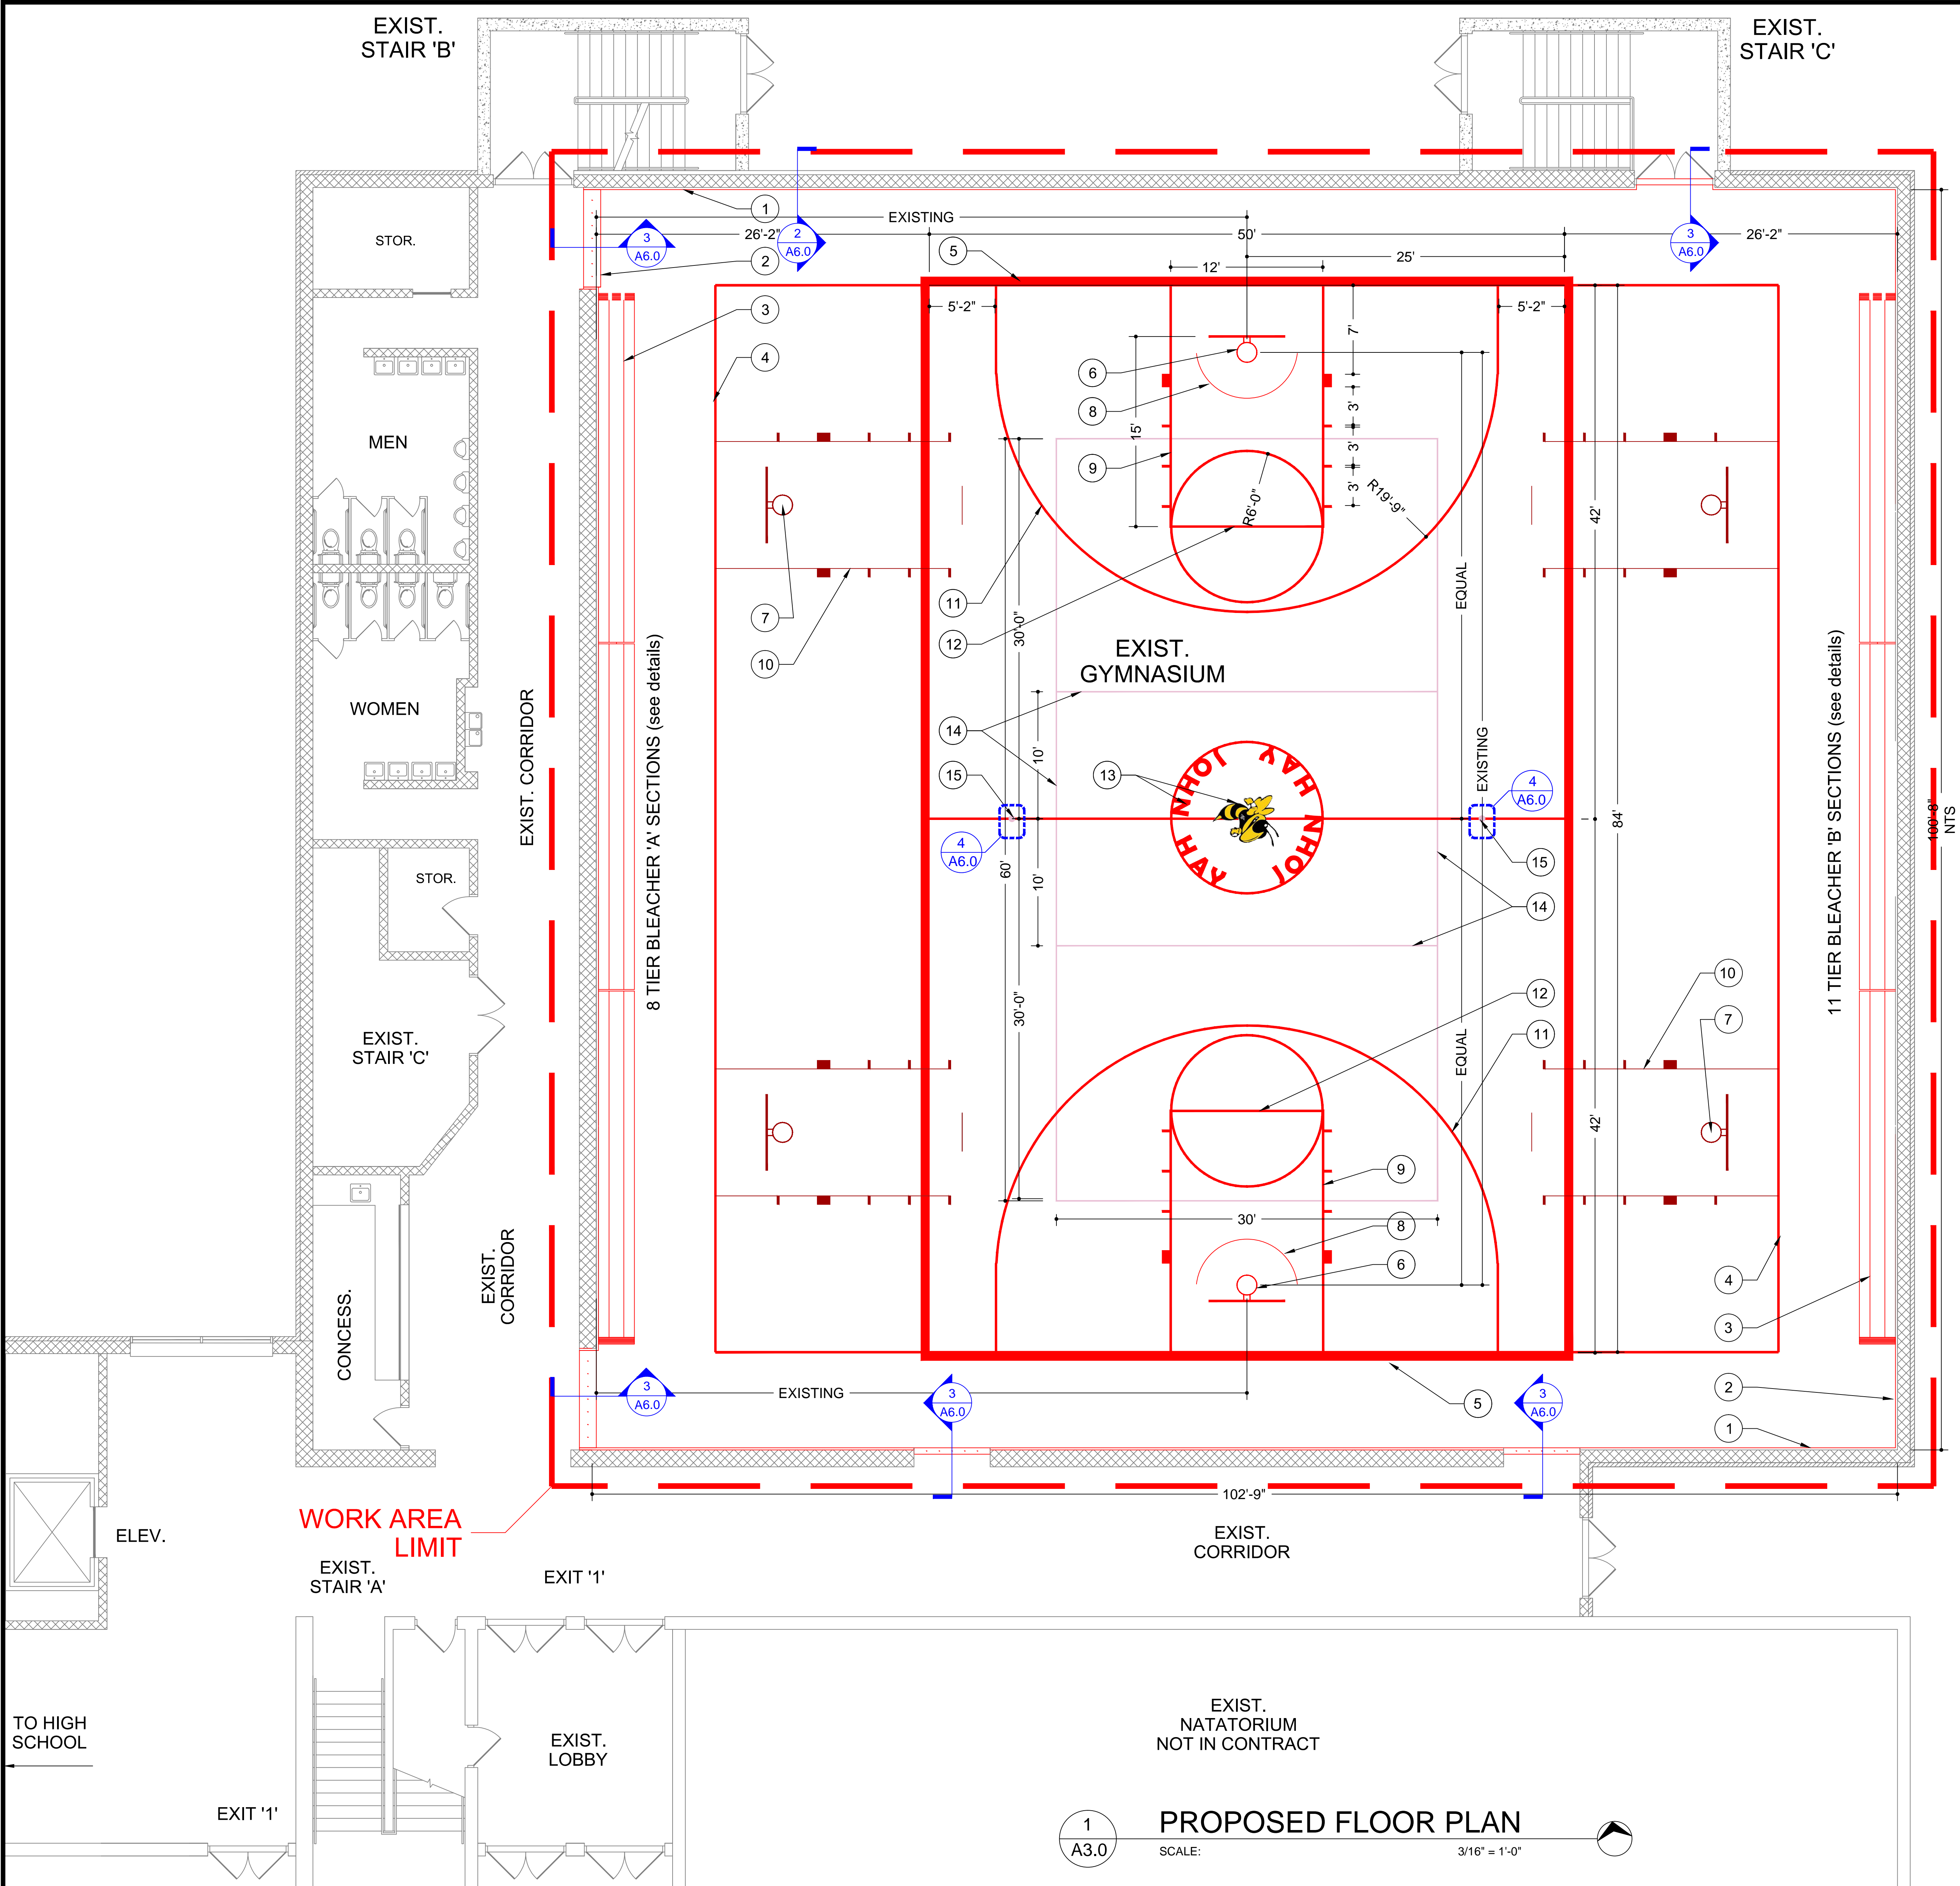 EXIST.
STAIR 'B'
EXIST.
STAIR 'C'
1
EXISTING
3
A6.0
26'-2"
2
A6.0
50'
3
A6.0
26'-2"
STOR.
2
5
25'
12'
5'-2"
5'-2"
3
7'
4
6
8
3'
15'
3'
MEN
9
3'
R6'-0"
R19'-9"
42'
EQUAL
11
7
12
30'-0"
10
EXIST.
GYMNASIUM
8 TIER BLEACHER 'A' SECTIONS (see details)
11 TIER BLEACHER 'B' SECTIONS (see details)
WOMEN
EXIST. CORRIDOR
14
10'
EXISTING
15
13
JOHN HAY
JOHN HAY
4
A6.0
4
A6.0
84'
100'-8"
NTS
15
60'
10'
STOR.
14
10
12
7
30'-0"
EXIST.
STAIR 'C'
11
EQUAL
42'
9
30'
8
6
EXIST.
CORRIDOR
4
CONCESS.
3
3
A6.0
EXISTING
3
A6.0
5
3
A6.0
2
1
102'-9"
WORK AREA
LIMIT
ELEV.
EXIST.
CORRIDOR
EXIST.
STAIR 'A'
EXIT '1'
TO HIGH
SCHOOL
EXIST.
LOBBY
EXIST.
NATATORIUM
NOT IN CONTRACT
EXIT '1'
1
A3.0
PROPOSED FLOOR PLAN
SCALE: 3/16" = 1'-0"